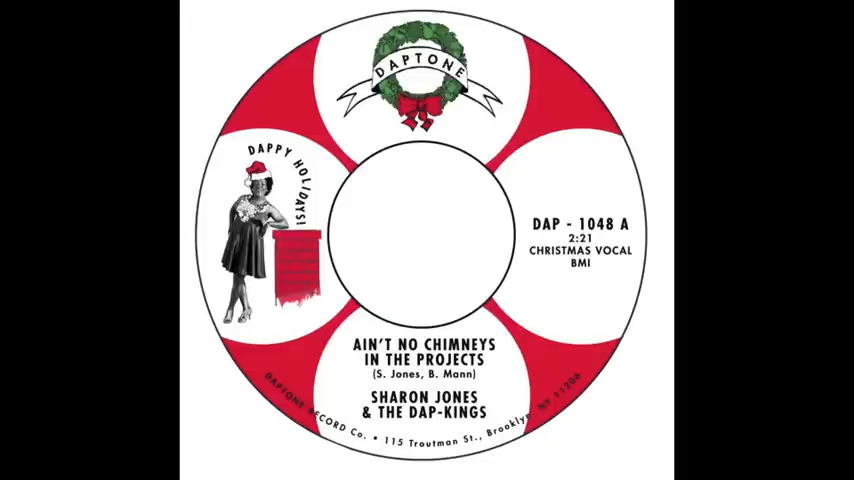 DAPTONE
DAPPY HOLIDAYS!
DAP - 1048 A
2:21
CHRISTMAS VOCAL
BMI
AIN'T NO CHIMNEYS
IN THE PROJECTS
(S. Jones, B. Mann)
SHARON JONES
& THE DAP-KINGS
DAPTONE RECORD Co. • 115 Troutman St., Brooklyn, NY 11206